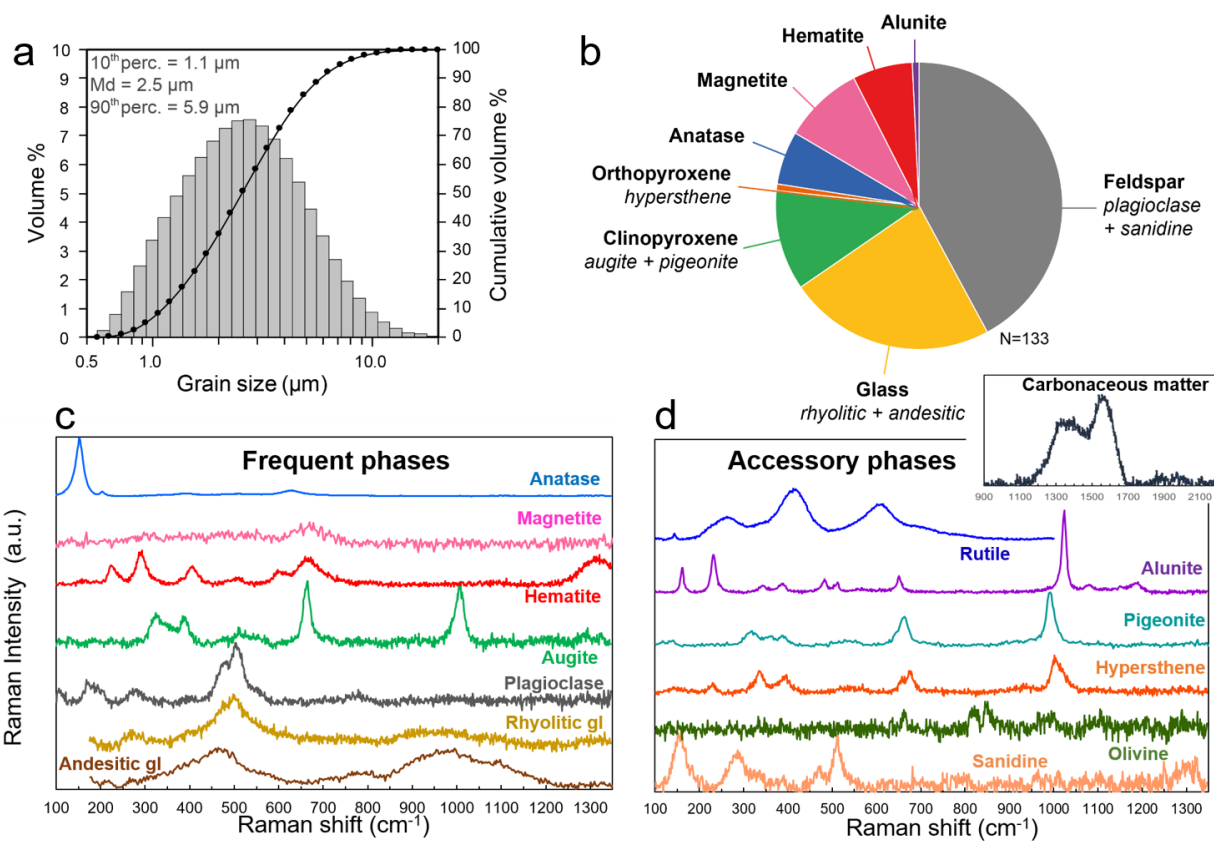 a
10th perc. = 1.1 µm
Md = 2.5 µm
90th perc. = 5.9 µm
Volume %
10
9
8
7
6
5
4
3
2
1
0
Cumulative volume %
100
90
80
70
60
50
40
30
20
10
0
0.5
1.0
10.0
Grain size (µm)
b
Alunite
Hematite
Magnetite
Anatase
Orthopyroxene
hypersthene
Clinopyroxene
augite + pigeonite
Feldspar
plagioclase
+ sanidine
N=133
Glass
rhyolitic + andesitic
c
Frequent phases
Anatase
Magnetite
Hematite
Augite
Plagioclase
Rhyolitic gl
Andesitic gl
Raman Intensity (a.u.)
100 200 300 400 500 600 700 800 900 1000 1100 1200 1300
Raman shift (cm-1)
d
Accessory phases
Carbonaceous matter
900 1100 1300 1500 1700 1900 2100
Rutile
Alunite
Pigeonite
Hypersthene
Olivine
Sanidine
100 200 300 400 500 600 700 800 900 1000 1100 1200 1300
Raman shift (cm-1)